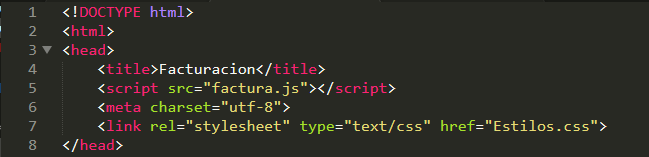 1 <!DOCTYPE html>
2 <html>
3 <head>
4 <title>Facturacion</title>
5 <script src="factura.js"></script>
6 <meta charset="utf-8">
7 <link rel="stylesheet" type="text/css" href="Estilos.css">
8 </head>